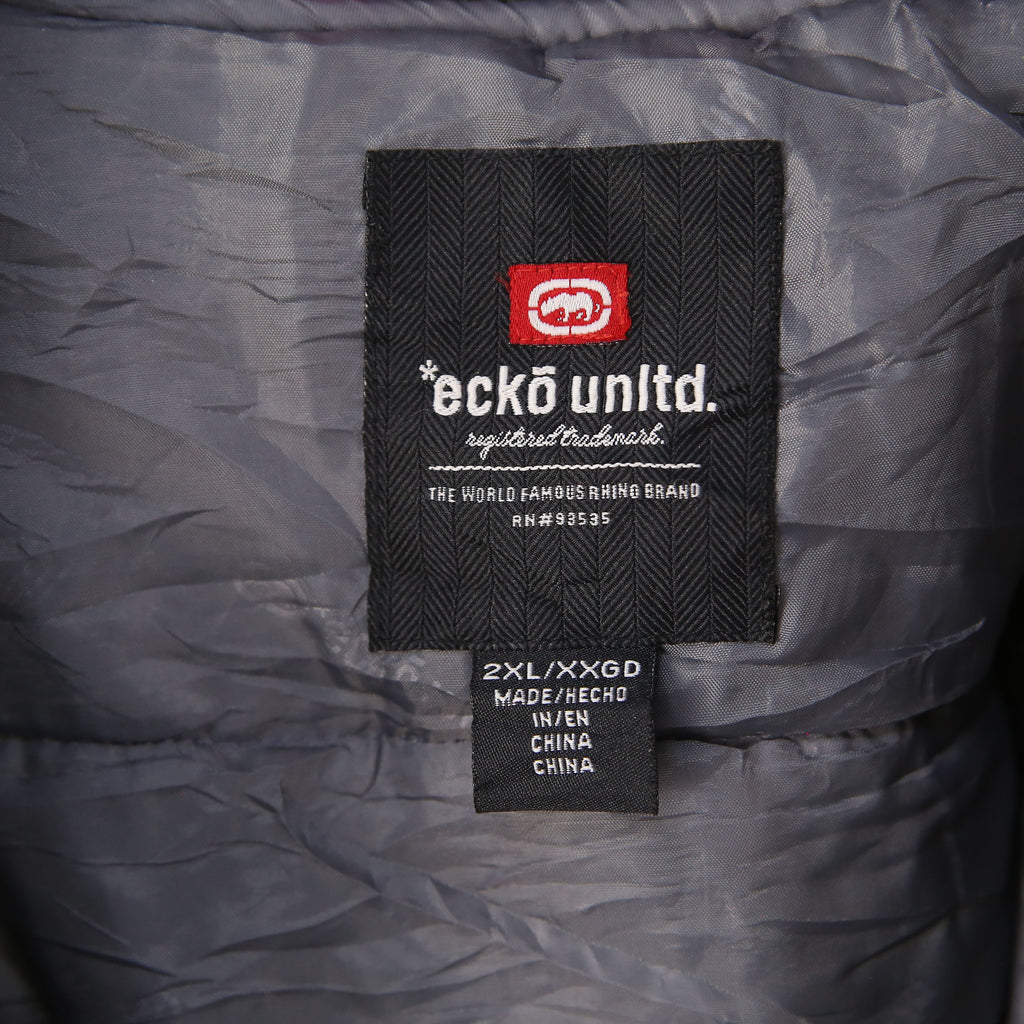 *eckō unltd.
registered trademark.
THE WORLD FAMOUS RHINO BRAND
RN#93535
2XL/XXGD
MADE/HECHO
IN/EN
CHINA
CHINA